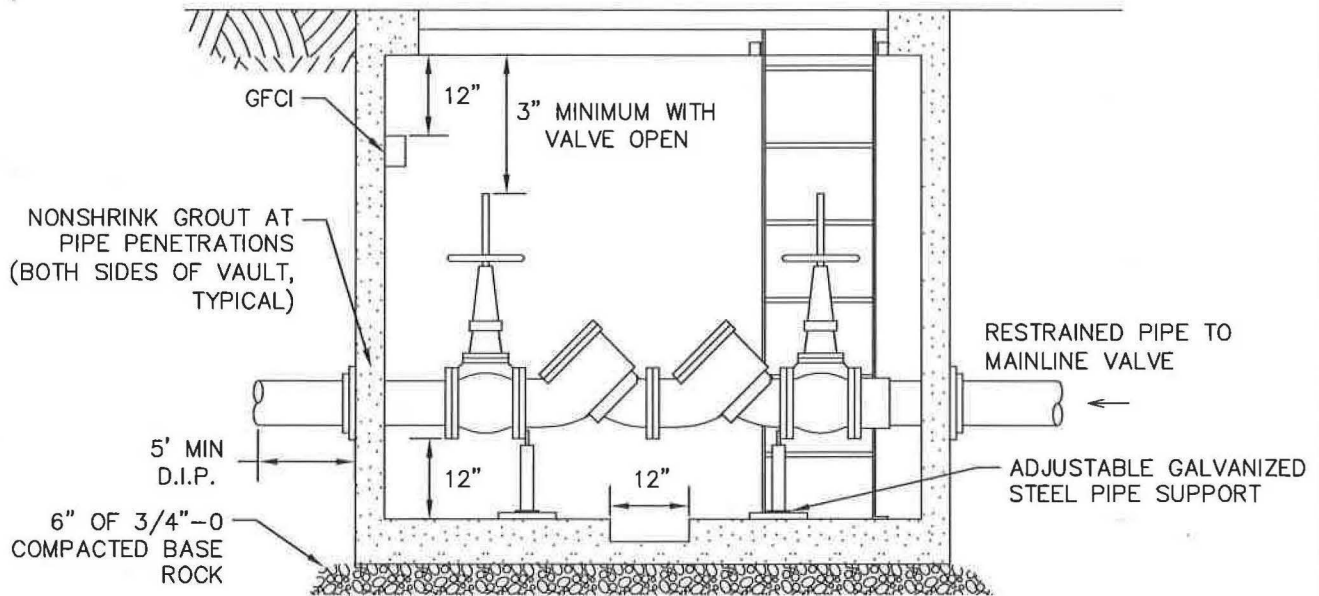 GFCI
12"
3" MINIMUM WITH
VALVE OPEN
NONSHRINK GROUT AT
PIPE PENETRATIONS
(BOTH SIDES OF VAULT,
TYPICAL)
RESTRAINED PIPE TO
MAINLINE VALVE
5' MIN
D.I.P.
12"
12"
ADJUSTABLE GALVANIZED
STEEL PIPE SUPPORT
6" OF 3/4"-0
COMPACTED BASE
ROCK